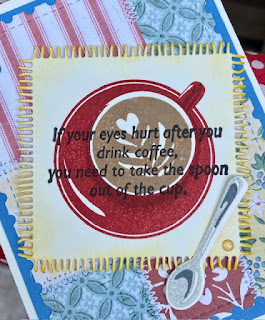 If your eyes hurt after you
drink coffee,
you need to take the spoon
out of the cup.